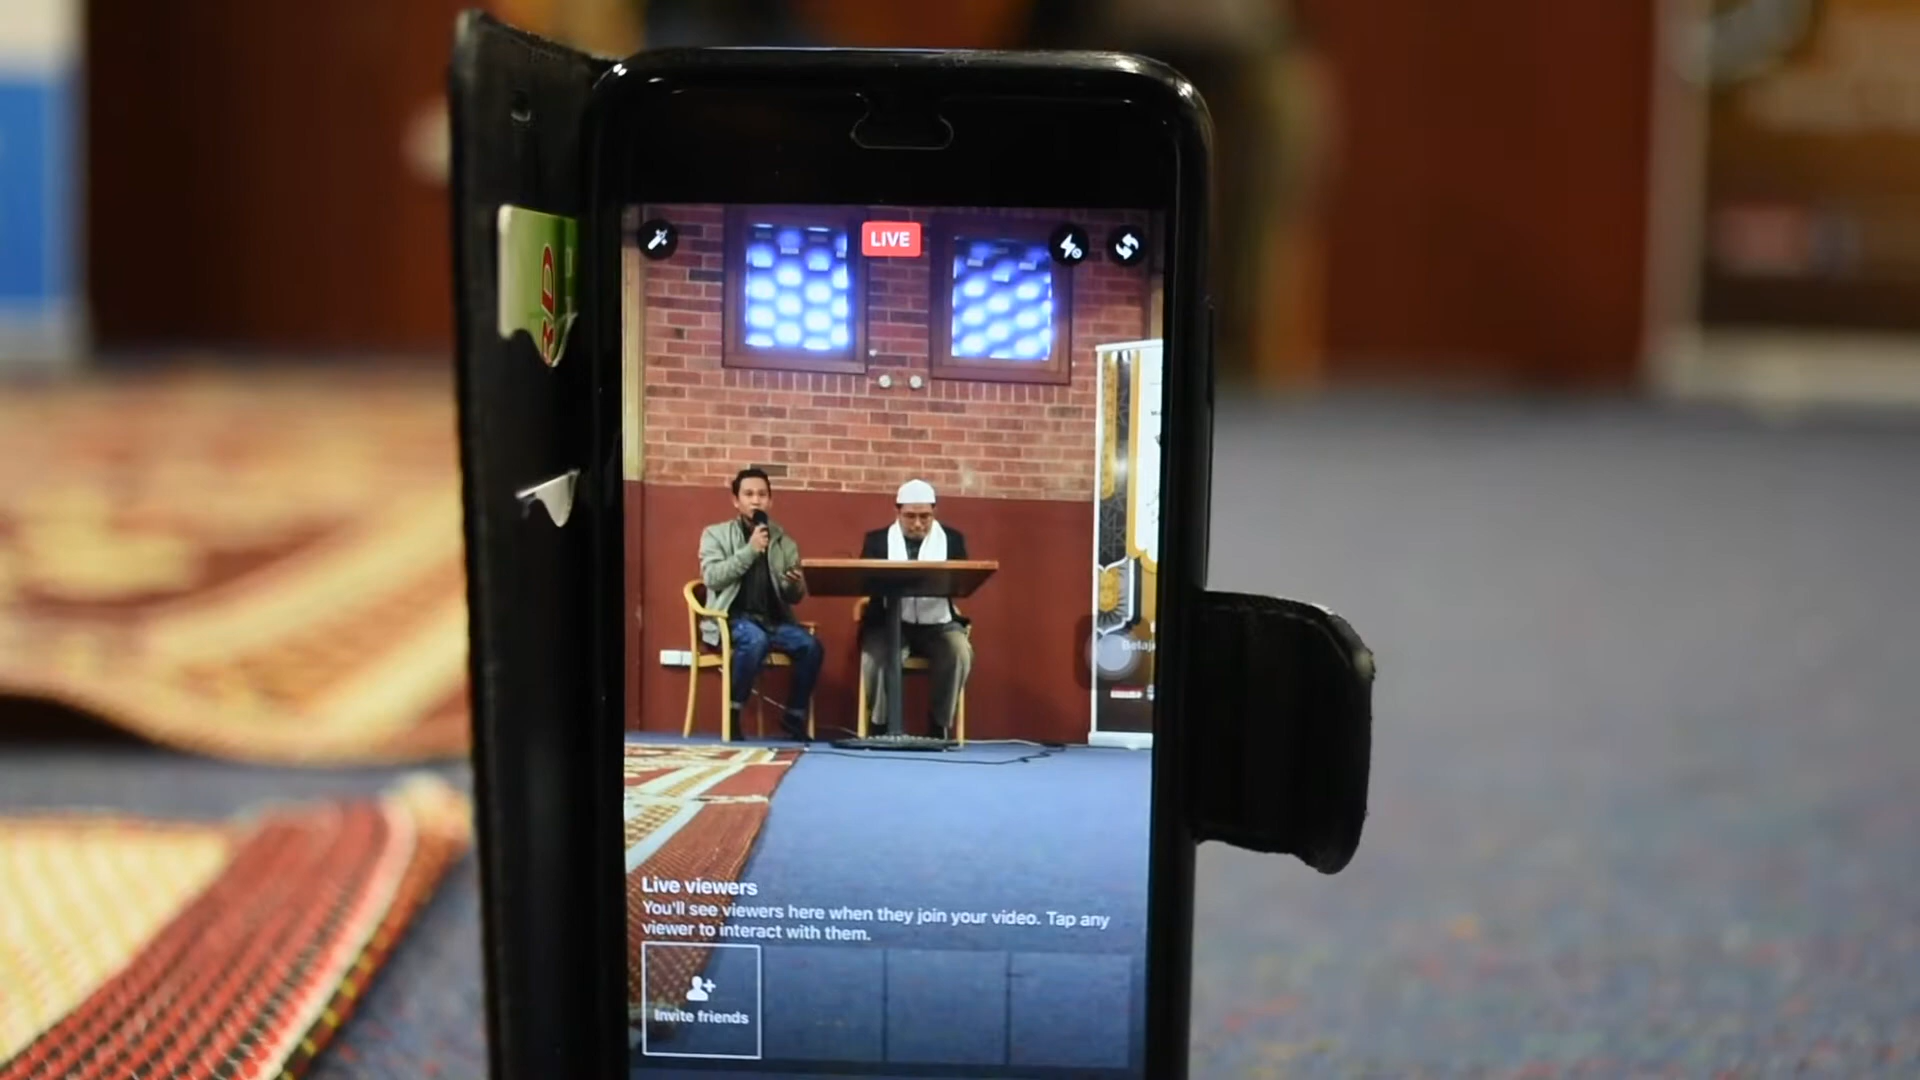 LIVE
Belaja
Live viewers
You'll see viewers here when they join your video. Tap any
viewer to interact with them.
Invite friends